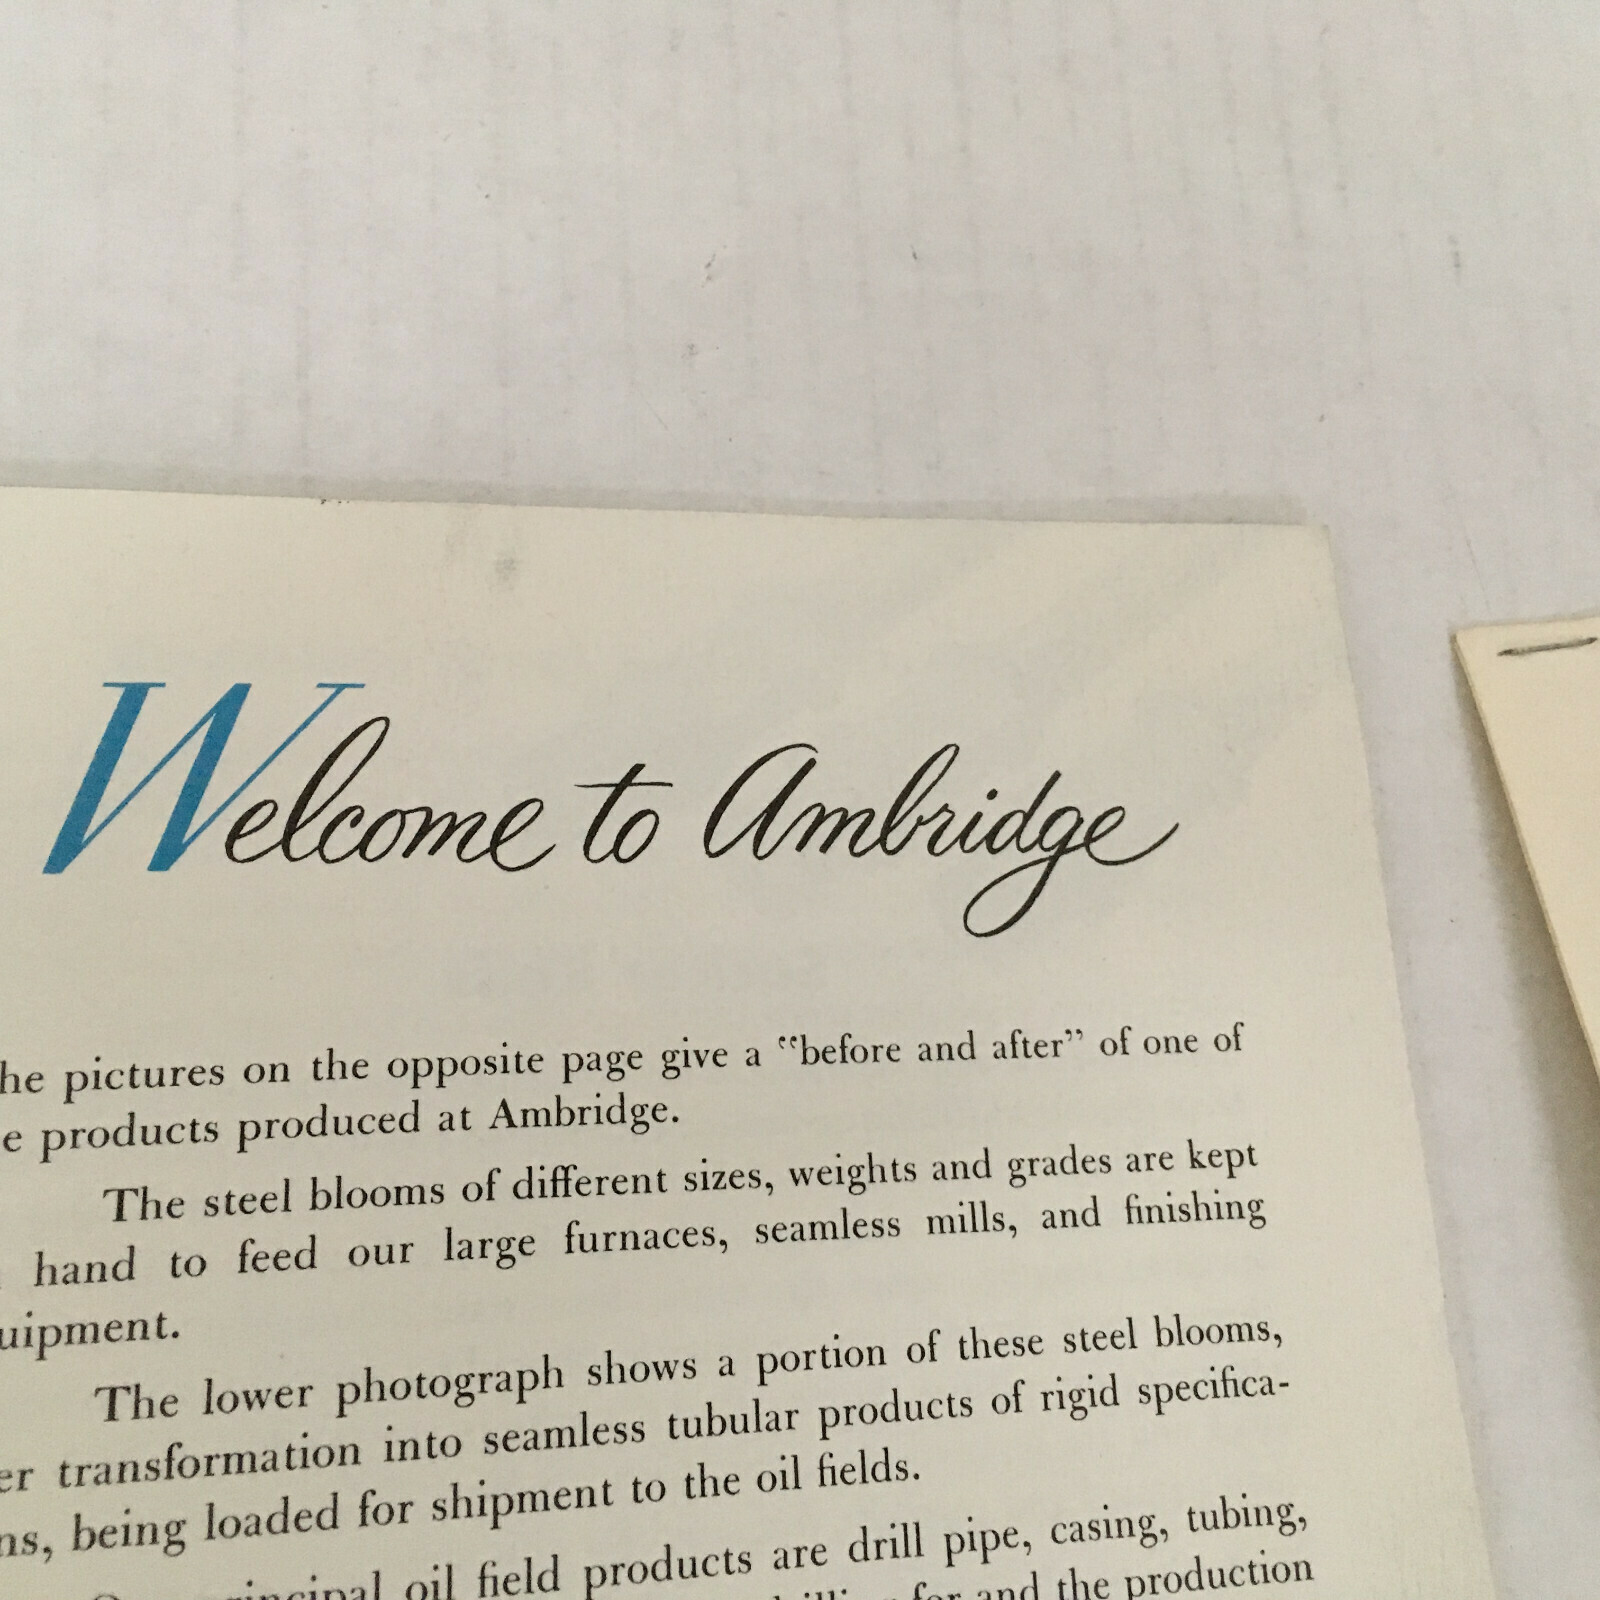 Welcome to Ambridge
he pictures on the opposite page give a “before and after” of one of
e products produced at Ambridge.
The steel blooms of different sizes, weights and grades are kept
hand to feed our large furnaces, seamless mills, and finishing
uipment.
The lower photograph shows a portion of these steel blooms,
er transformation into seamless tubular products of rigid specifica-
ns, being loaded for shipment to the oil fields.
oil field products are drill pipe, casing, tubing,
for and the production